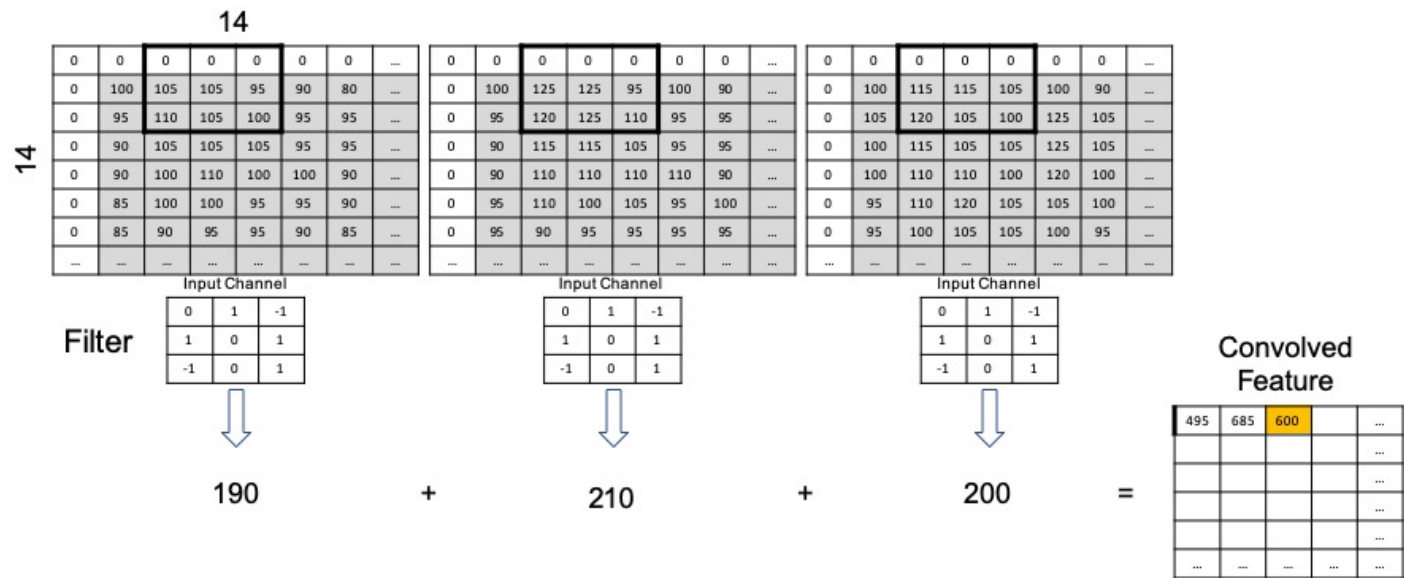 14
0 0 0 0 0 0 0 ... 0 0 0 0 0 0 0 ... 0 0 0 0 0 0 0 ...
0 100 105 105 95 90 80 ... 0 100 125 125 95 100 90 ... 0 100 115 115 105 100 90 ...
0 95 110 105 100 95 95 ... 0 95 120 125 110 95 95 ... 0 105 120 105 100 125 105 ...
14
0 90 105 105 105 95 95 ... 0 90 115 115 105 95 95 ... 0 100 115 105 105 125 105 ...
0 90 100 110 100 100 90 ... 0 90 110 110 110 110 90 ... 0 100 110 110 100 120 100 ...
0 85 100 100 95 95 90 ... 0 95 110 100 105 95 100 ... 0 95 110 120 105 105 100 ...
0 85 90 95 95 90 85 ... 0 95 90 95 95 95 95 ... 0 95 100 105 105 100 95 ...
... ... ... ... ... ... ... ... ... ... ... ... ... ... ... ... ... ... ... ... ... ... ... ...
Input Channel Input Channel Input Channel
0 1 -1 0 1 -1 0 1 -1
Filter 1 0 1 1 0 1 1 0 1
-1 0 1 -1 0 1 -1 0 1
Convolved
Feature
495 685 600 ...
...
...
190 + 210 + 200 =
...
...
... ... ... ... ...